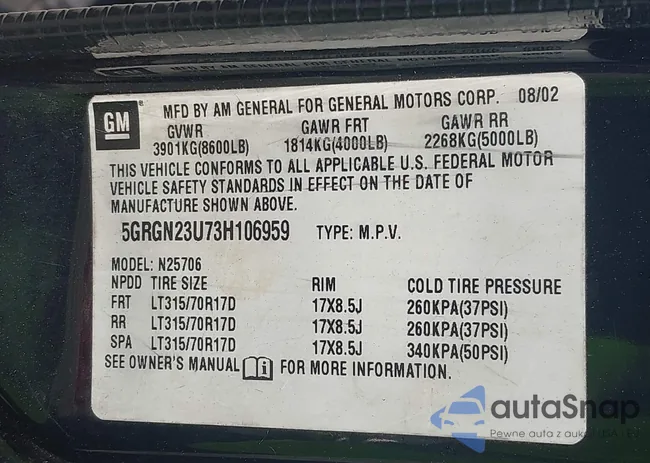 GM
MFD BY AM GENERAL FOR GENERAL MOTORS CORP. 08/02
GVWR GAWR FRT GAWR RR
3901KG(8600LB) 1814KG(4000LB) 2268KG(5000LB)
THIS VEHICLE CONFORMS TO ALL APPLICABLE U.S. FEDERAL MOTOR
VEHICLE SAFETY STANDARDS IN EFFECT ON THE DATE OF
MANUFACTURE SHOWN ABOVE.
5GRGN23U73H106959 TYPE: M.P.V.
MODEL: N25706
NPDD TIRE SIZE RIM COLD TIRE PRESSURE
FRT LT315/70R17D 17X8.5J 260KPA(37PSI)
RR LT315/70R17D 17X8.5J 260KPA(37PSI)
SPA LT315/70R17D 17X8.5J 340KPA(50PSI)
SEE OWNER'S MANUAL FOR MORE INFORMATION.
autaSnap
Pewne auta z aukcji